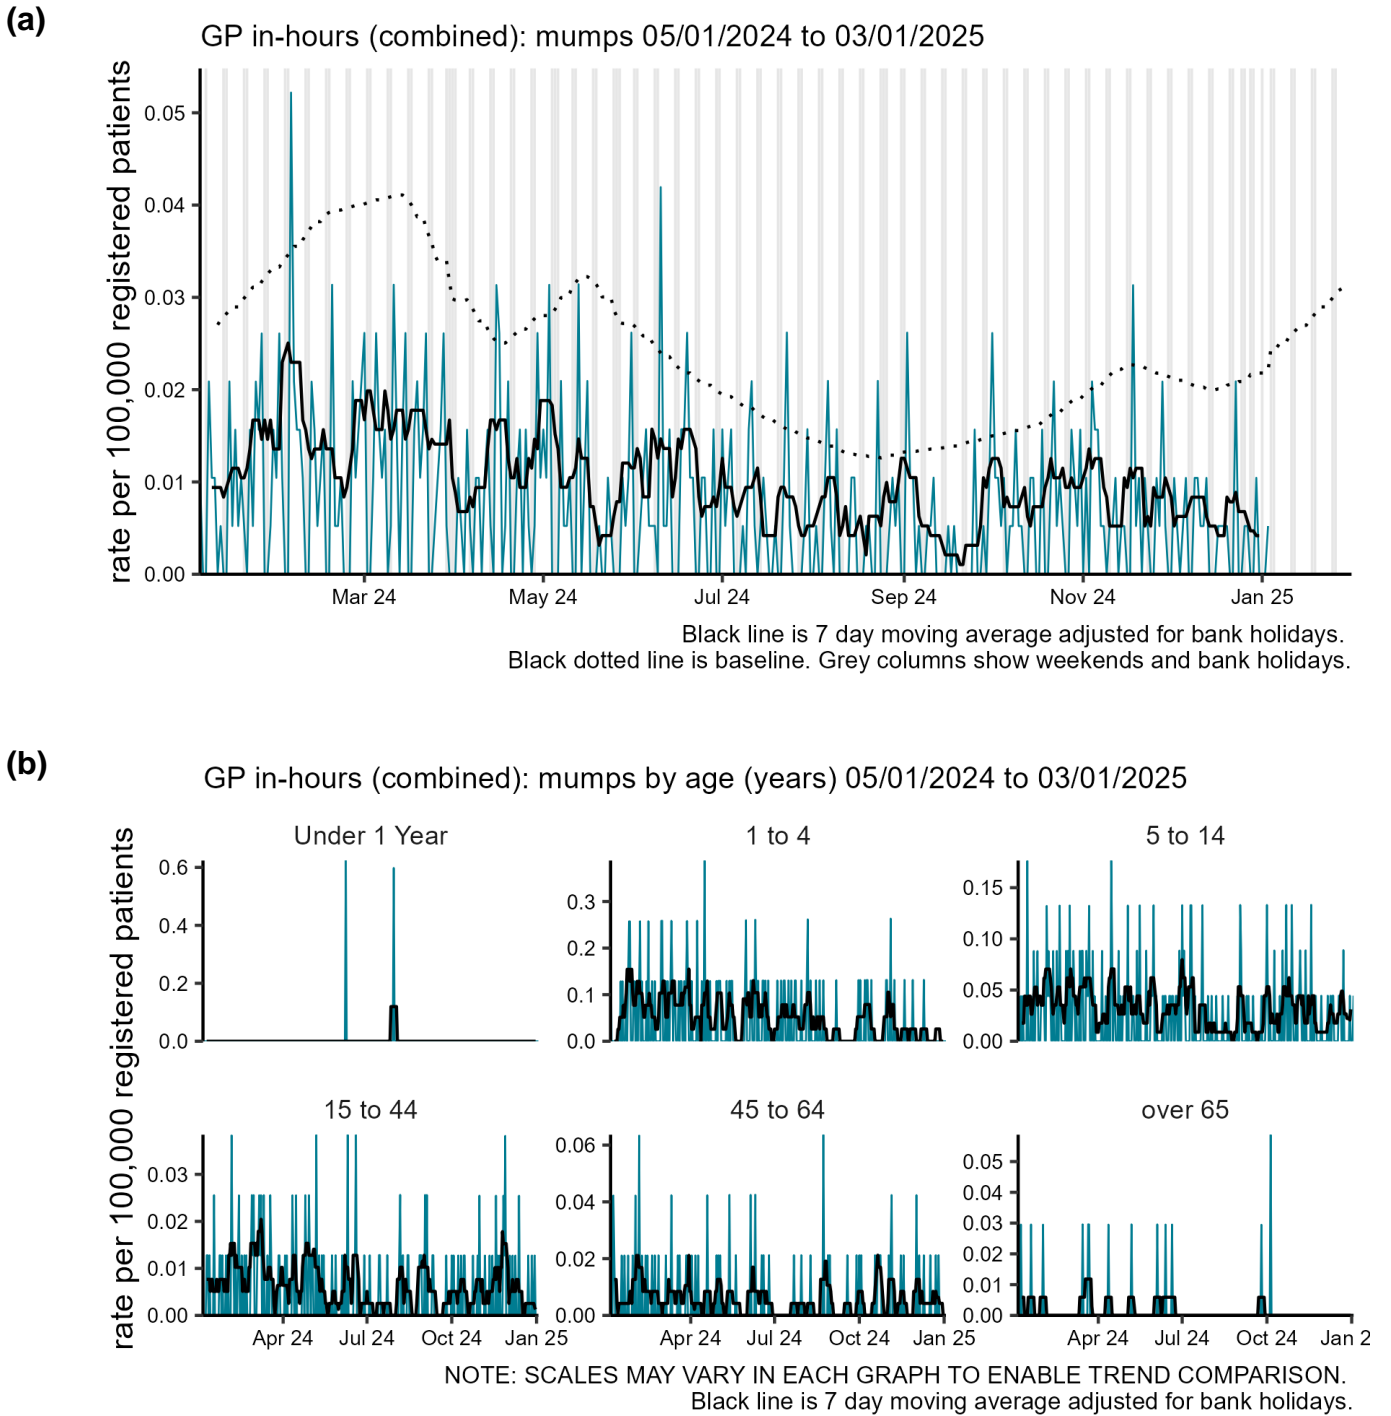 (a)
GP in-hours (combined): mumps 05/01/2024 to 03/01/2025
rate per 100,000 registered patients
0.05
0.04
0.03
0.02
0.01
0.00
Mar 24 May 24 Jul 24 Sep 24 Nov 24 Jan 25
Black line is 7 day moving average adjusted for bank holidays.
Black dotted line is baseline. Grey columns show weekends and bank holidays.
(b)
GP in-hours (combined): mumps by age (years) 05/01/2024 to 03/01/2025
rate per 100,000 registered patients
Under 1 Year
0.6
0.4
0.2
0.0
1 to 4
0.3
0.2
0.1
0.0
5 to 14
0.15
0.10
0.05
0.00
15 to 44
0.03
0.02
0.01
0.00
Apr 24 Jul 24 Oct 24 Jan 25
45 to 64
0.06
0.04
0.02
0.00
Apr 24 Jul 24 Oct 24 Jan 25
over 65
0.05
0.04
0.03
0.02
0.01
0.00
Apr 24 Jul 24 Oct 24 Jan 2
NOTE: SCALES MAY VARY IN EACH GRAPH TO ENABLE TREND COMPARISON.
Black line is 7 day moving average adjusted for bank holidays.